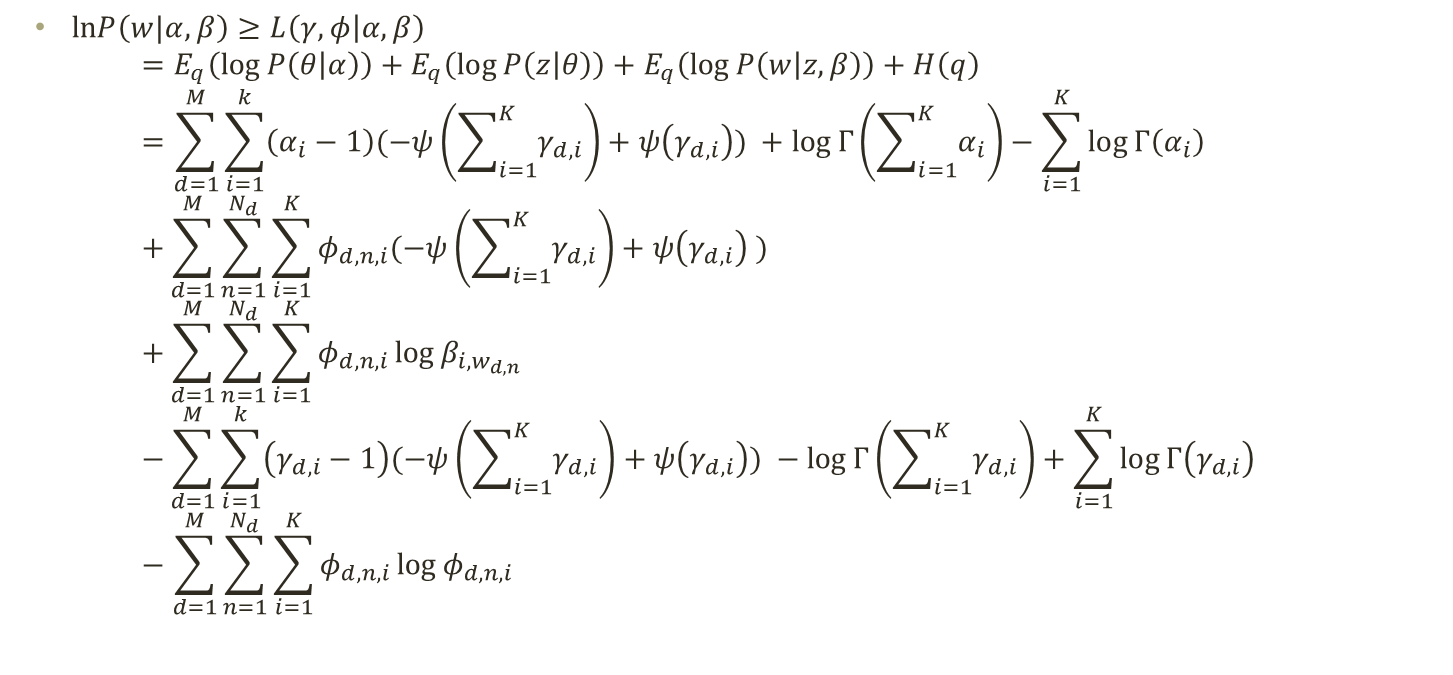 • lnP(w|α, β) ≥ L(γ, ϕ|α, β)
= E_q(log P(θ|α)) + E_q(log P(z|θ)) + E_q(log P(w|z, β)) + H(q)
= ∑_{d=1}^{M} ∑_{i=1}^{k} (α_i − 1)(−ψ(∑_{i=1}^{K} γ_{d,i}) + ψ(γ_{d,i})) + log Γ(∑_{i=1}^{K} α_i) − ∑_{i=1}^{K} log Γ(α_i)
+ ∑_{d=1}^{M} ∑_{n=1}^{N_d} ∑_{i=1}^{K} ϕ_{d,n,i}(−ψ(∑_{i=1}^{K} γ_{d,i}) + ψ(γ_{d,i}) )
+ ∑_{d=1}^{M} ∑_{n=1}^{N_d} ∑_{i=1}^{K} ϕ_{d,n,i} log β_{i,w_{d,n}}
− ∑_{d=1}^{M} ∑_{i=1}^{k} (γ_{d,i} − 1)(−ψ(∑_{i=1}^{K} γ_{d,i}) + ψ(γ_{d,i})) − log Γ(∑_{i=1}^{K} γ_{d,i}) + ∑_{i=1}^{K} log Γ(γ_{d,i})
− ∑_{d=1}^{M} ∑_{n=1}^{N_d} ∑_{i=1}^{K} ϕ_{d,n,i} log ϕ_{d,n,i}